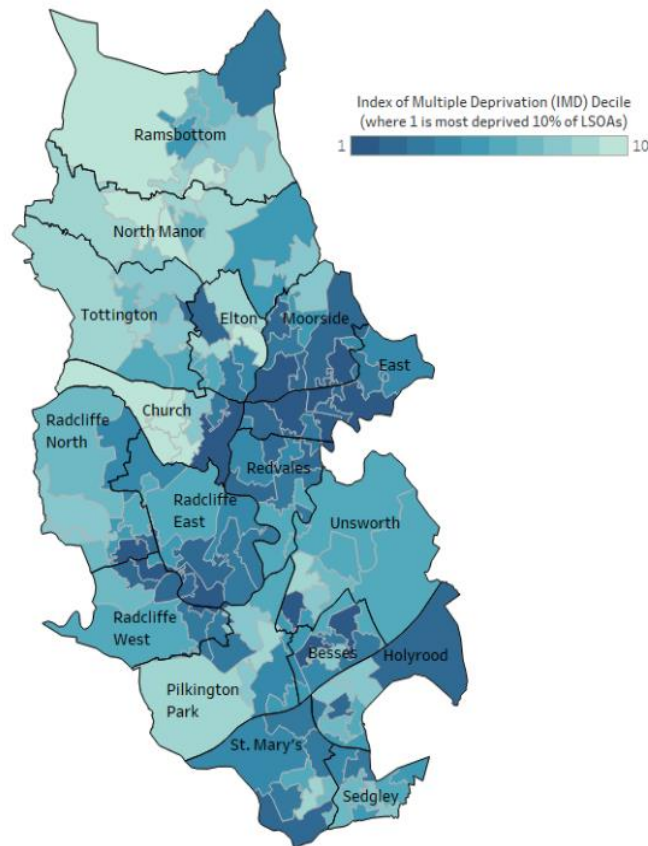 Index of Multiple Deprivation (IMD) Decile
(where 1 is most deprived 10% of LSOAs)
1 10
Ramsbottom
North Manor
Tottington
Elton
Moorside
East
Church
Radcliffe
North
Redvales
Radcliffe
East
Unsworth
Radcliffe
West
Besses
Holyrood
Pilkington
Park
St. Mary's
Sedgley